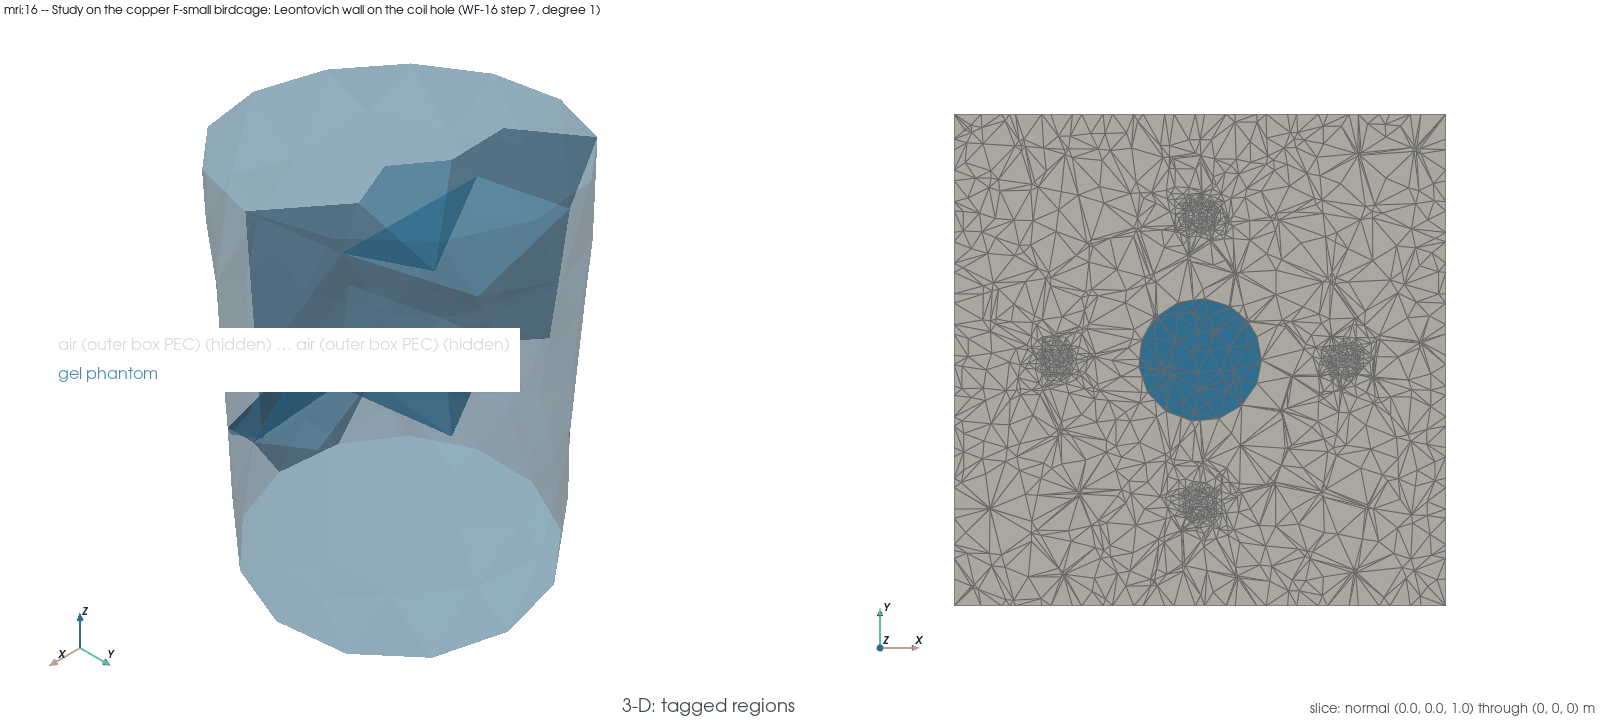 mri:16 -- Study on the copper F-small birdcage: Leontovich wall on the coil hole (WF-16 step 7, degree 1)
air (outer box PEC) (hidden) ... air (outer box PEC) (hidden)
gel phantom
Z
X
Y
Y
Z
X
3-D: tagged regions
slice: normal (0.0, 0.0, 1.0) through (0, 0, 0) m